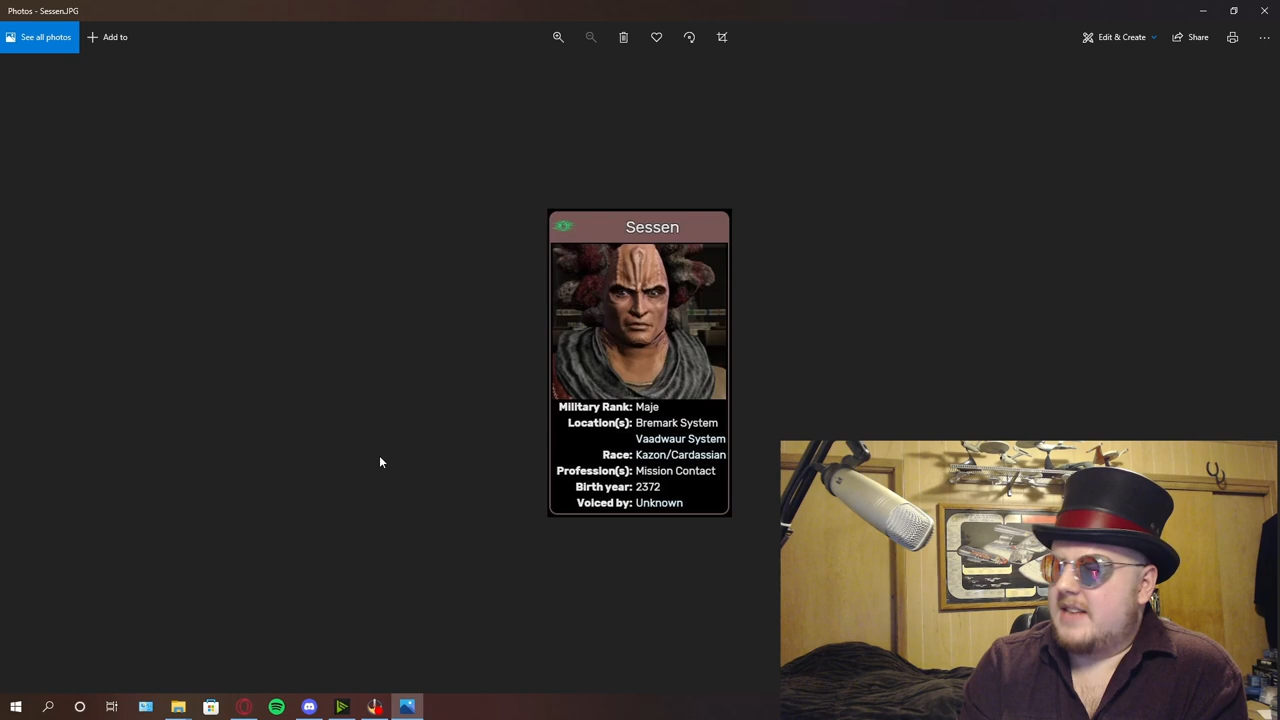 Photos - Sessen.JPG
See all photos
Add to
Edit & Create
Share
Sessen
Military Rank: Maje
Location(s): Bremark System
Vaadwaur System
Race: Kazon/Cardassian
Profession(s): Mission Contact
Birth year: 2372
Voiced by: Unknown